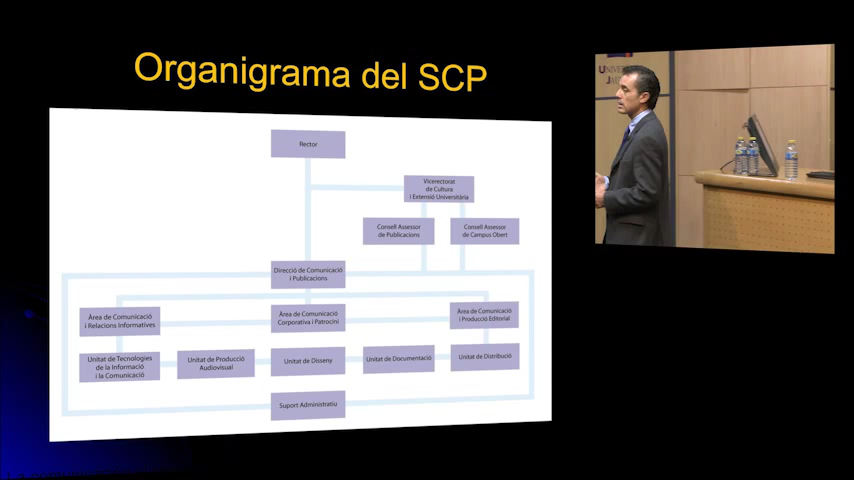 Organigrama del SCP
Rector
Vicerectorat
de Cultura
i Extensió Universitària
Consell Assessor
de Publicacions
Consell Assessor
de Campus Obert
Direcció de Comunicació
i Publicacions
Àrea de Comunicació
i Relacions Informatives
Àrea de Comunicació
Corporativa i Patrocini
Àrea de Comunicació
i Producció Editorial
Unitat de Tecnologies
de la Informació
i la Comunicació
Unitat de Producció
Audiovisual
Unitat de Disseny
Unitat de Documentació
Unitat de Distribució
Suport Administratiu